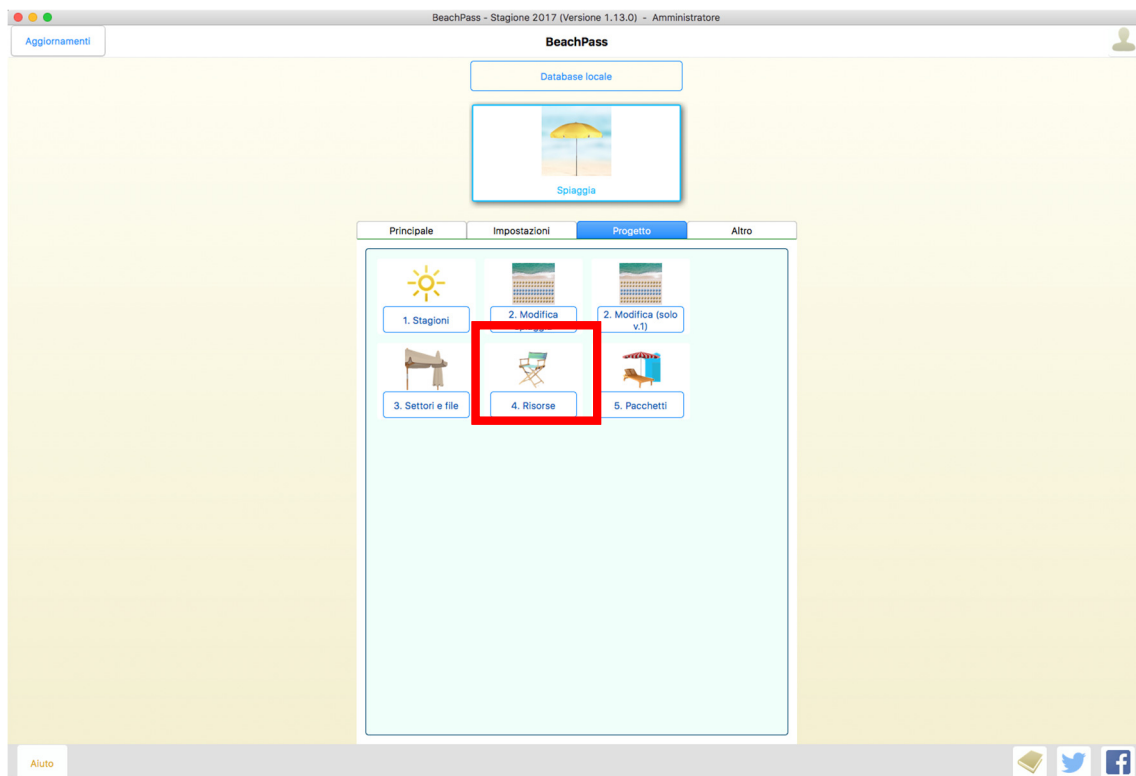 BeachPass - Stagione 2017 (Versione 1.13.0) - Amministratore
Aggiornamenti
BeachPass
Database locale
Spiaggia
Principale
Impostazioni
Progetto
Altro
1. Stagioni
2. Modifica
2. Modifica (solo
v.1)
3. Settori e file
4. Risorse
5. Pacchetti
Aiuto